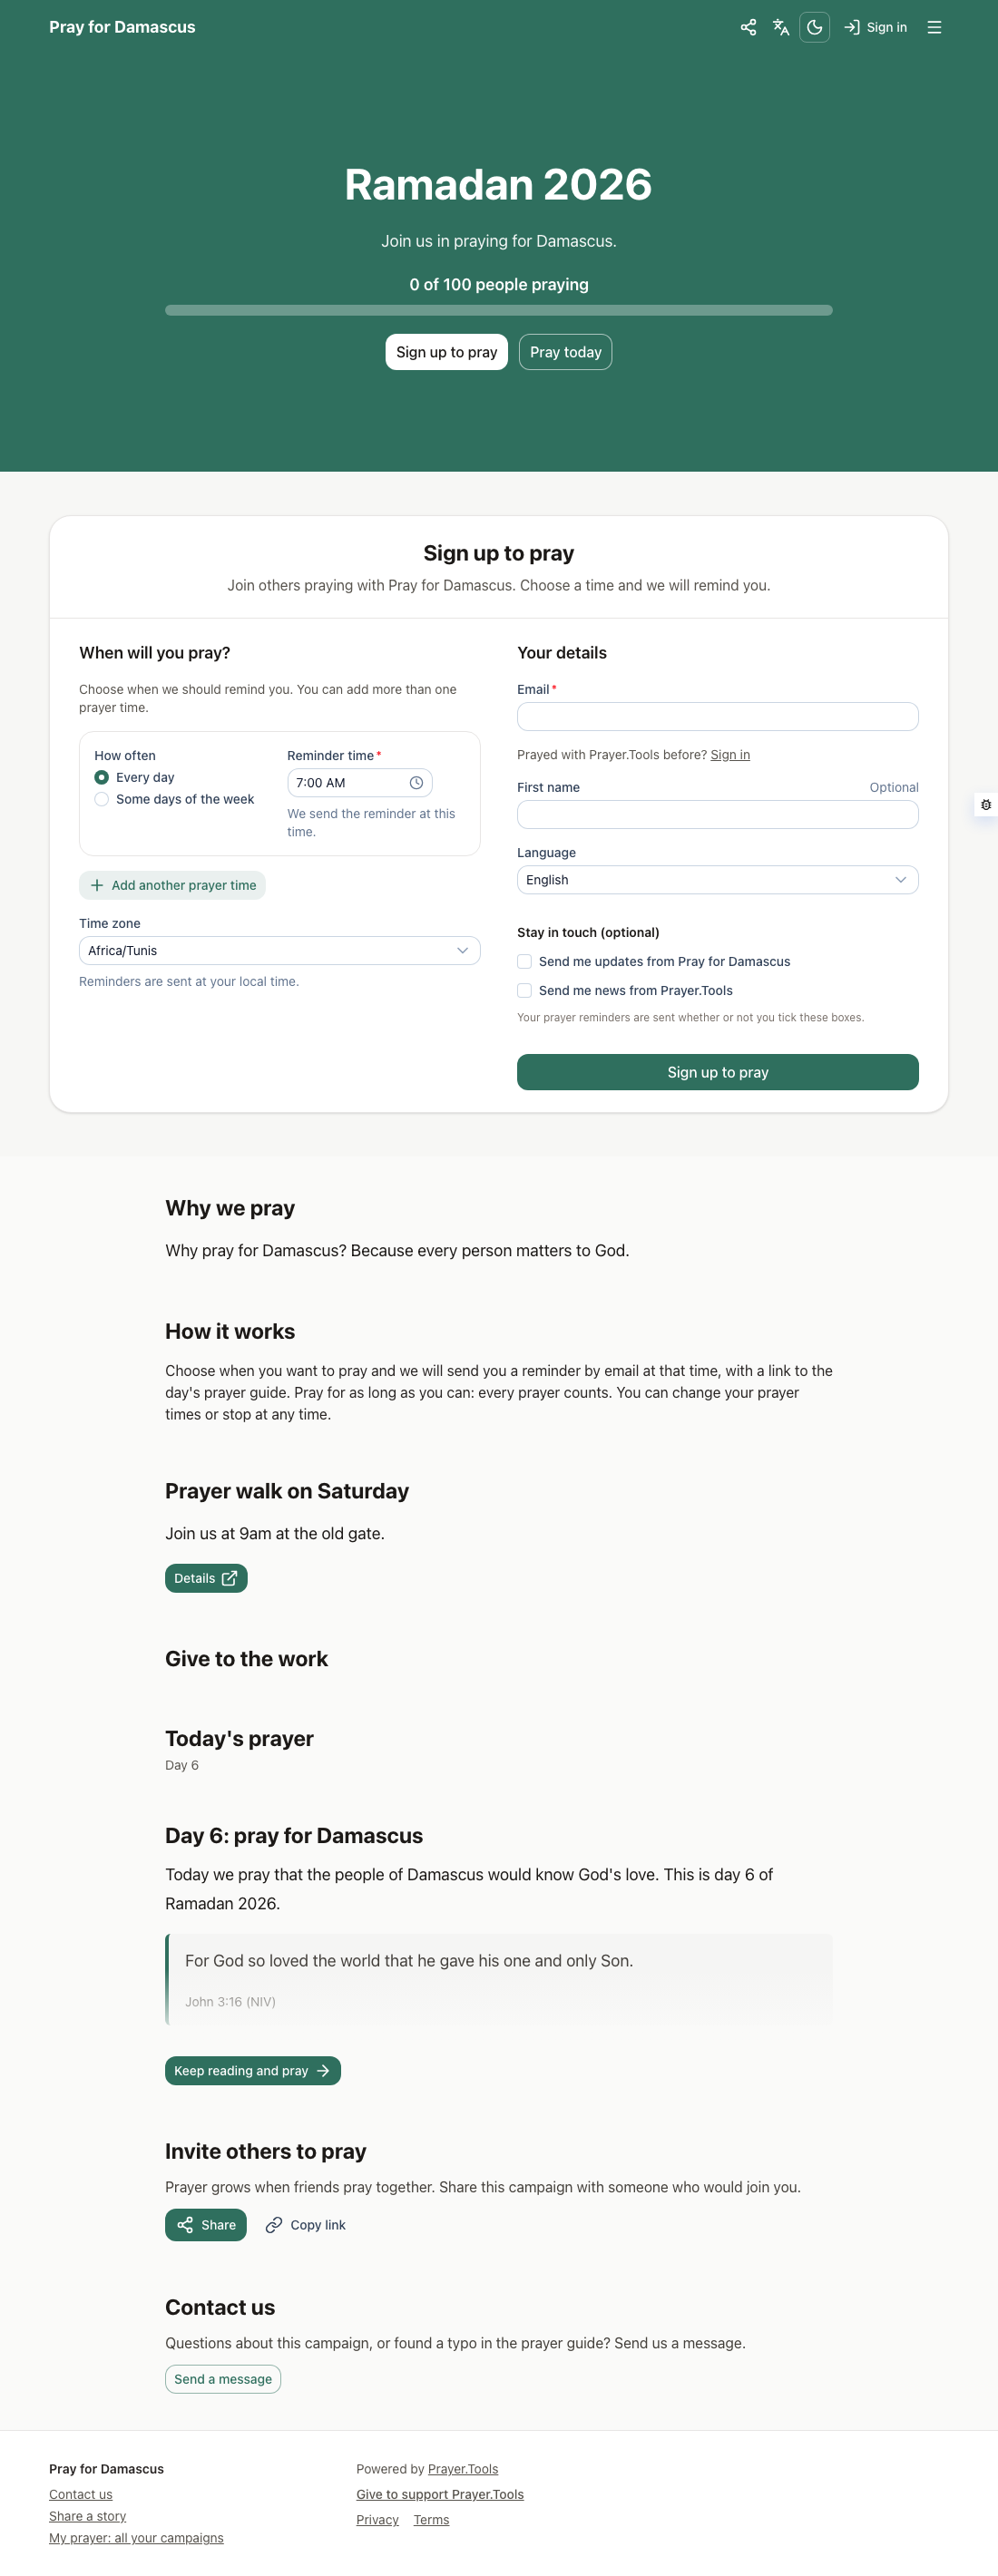 Pray for Damascus
Sign in
Ramadan 2026
Join us in praying for Damascus.
0 of 100 people praying
Sign up to pray
Pray today
Sign up to pray
Join others praying with Pray for Damascus. Choose a time and we will remind you.
When will you pray?
Choose when we should remind you. You can add more than one
prayer time.
How often
Every day
Some days of the week
Reminder time*
7:00 AM
We send the reminder at this
time.
Add another prayer time
Time zone
Africa/Tunis
Reminders are sent at your local time.
Your details
Email*
Prayed with Prayer.Tools before? Sign in
First name
Optional
Language
English
Stay in touch (optional)
Send me updates from Pray for Damascus
Send me news from Prayer.Tools
Your prayer reminders are sent whether or not you tick these boxes.
Sign up to pray
Why we pray
Why pray for Damascus? Because every person matters to God.
How it works
Choose when you want to pray and we will send you a reminder by email at that time, with a link to the
day's prayer guide. Pray for as long as you can: every prayer counts. You can change your prayer
times or stop at any time.
Prayer walk on Saturday
Join us at 9am at the old gate.
Details
Give to the work
Today's prayer
Day 6
Day 6: pray for Damascus
Today we pray that the people of Damascus would know God's love. This is day 6 of
Ramadan 2026.
For God so loved the world that he gave his one and only Son.
John 3:16 (NIV)
Keep reading and pray
Invite others to pray
Prayer grows when friends pray together. Share this campaign with someone who would join you.
Share
Copy link
Contact us
Questions about this campaign, or found a typo in the prayer guide? Send us a message.
Send a message
Pray for Damascus
Contact us
Share a story
My prayer: all your campaigns
Powered by Prayer.Tools
Give to support Prayer.Tools
Privacy
Terms